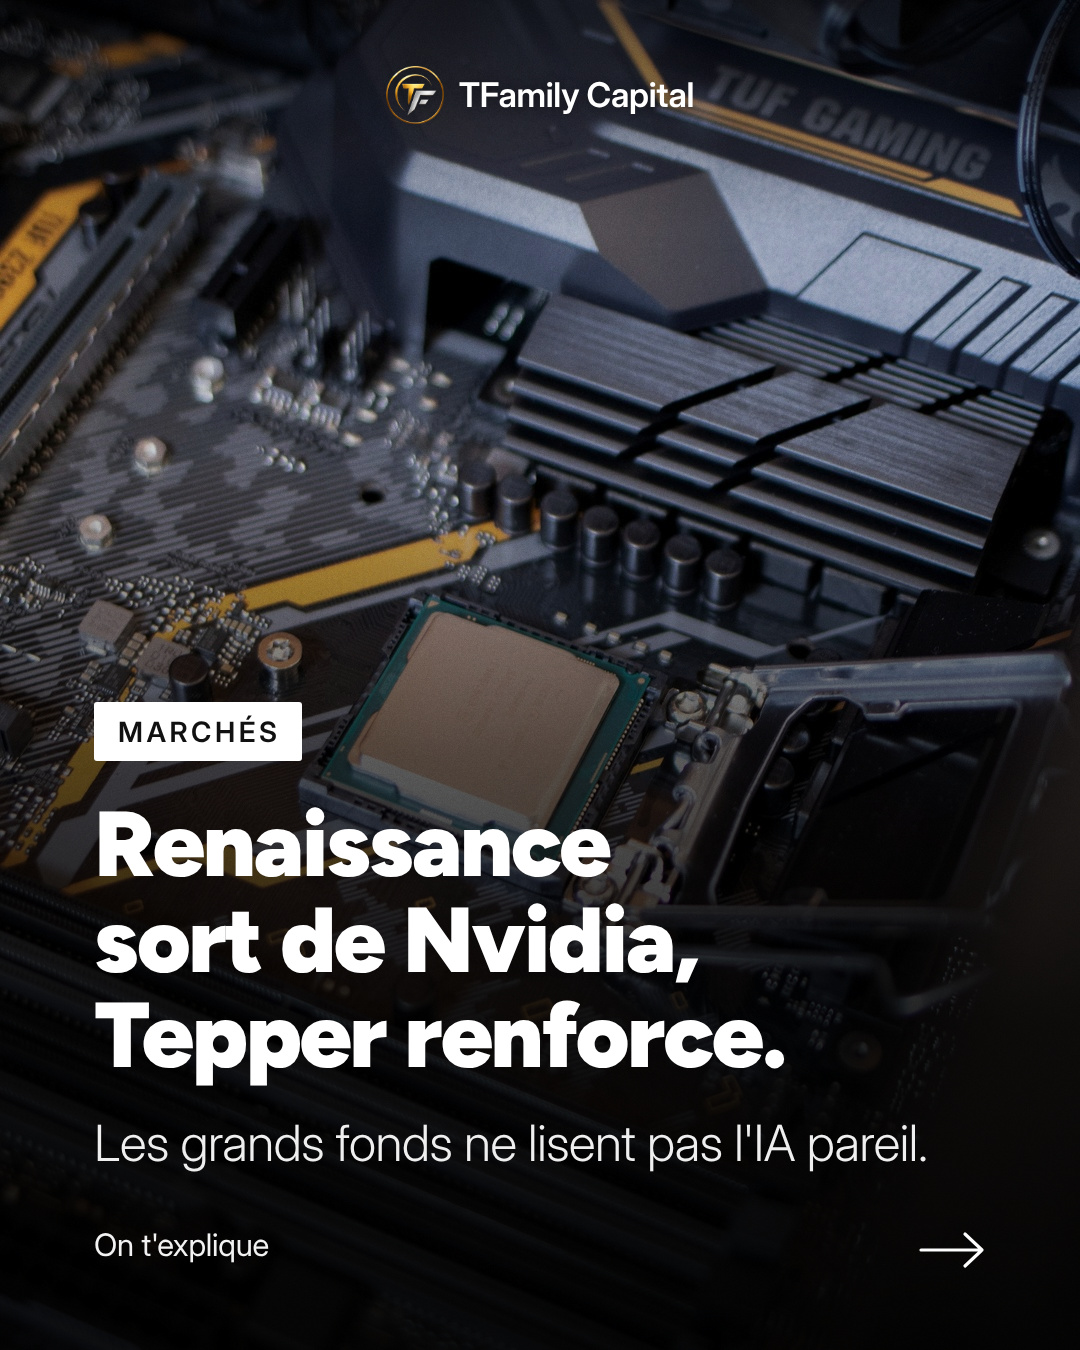 TFamily Capital
TUF GAMING
MARCHÉS
Renaissance
sort de Nvidia,
Tepper renforce.
Les grands fonds ne lisent pas l'IA pareil.
On t'explique